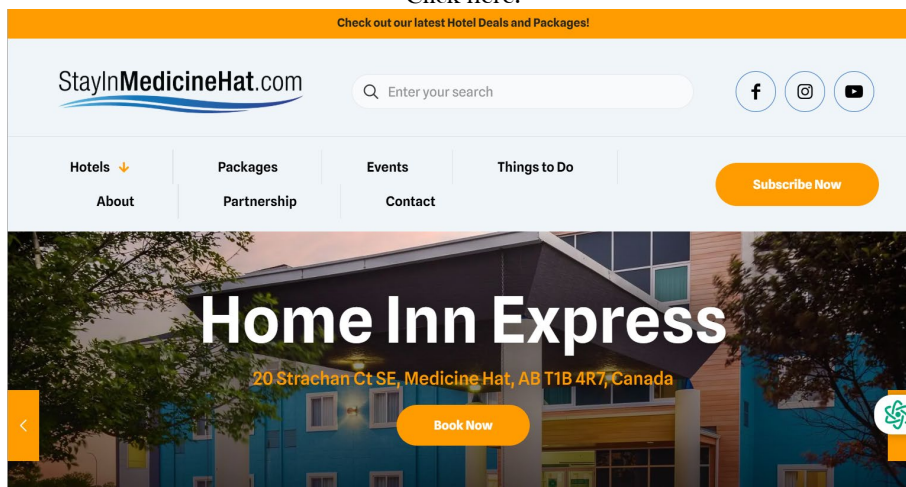 Click here.
Check out our latest Hotel Deals and Packages!
StayInMedicineHat.com
Enter your search
Hotels Packages Events Things to Do
Subscribe Now
About Partnership Contact
Home Inn Express
20 Strachan Ct SE, Medicine Hat, AB T1B 4R7, Canada
Book Now